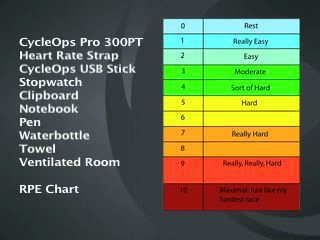 CycleOps Pro 300PT
Heart Rate Strap
CycleOps USB Stick
Stopwatch
Clipboard
Notebook
Pen
Waterbottle
Towel
Ventilated Room
RPE Chart
0 Rest
1 Really Easy
2 Easy
3 Moderate
4 Sort of Hard
5 Hard
6
7 Really Hard
8
9 Really, Really, Hard
10 Maximal: Just like my
hardest race